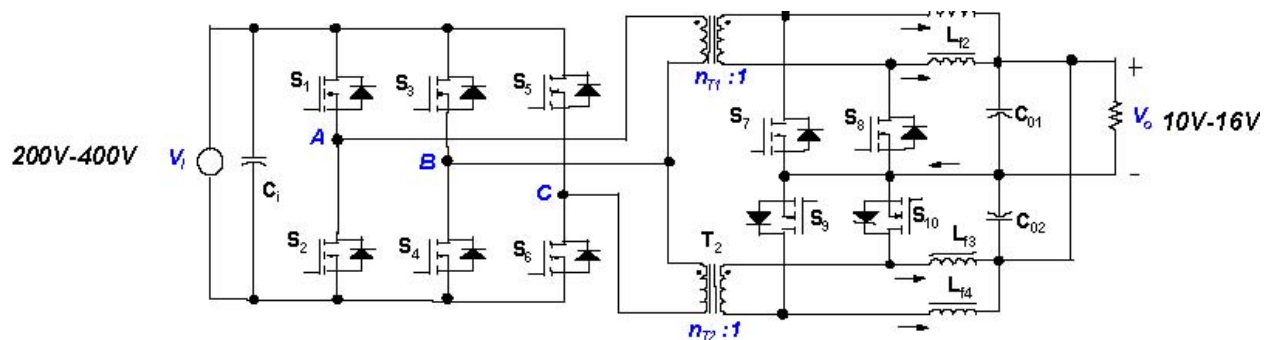 L_f2
n_T1 :1
S_1
S_3
S_5
S_7
S_8
C_01
+
V_o 10V-16V
-
A
B
C
200V-400V
V_i
C_i
S_9
S_10
C_02
S_2
S_4
S_6
T_2
L_f3
L_f4
n_T2 :1